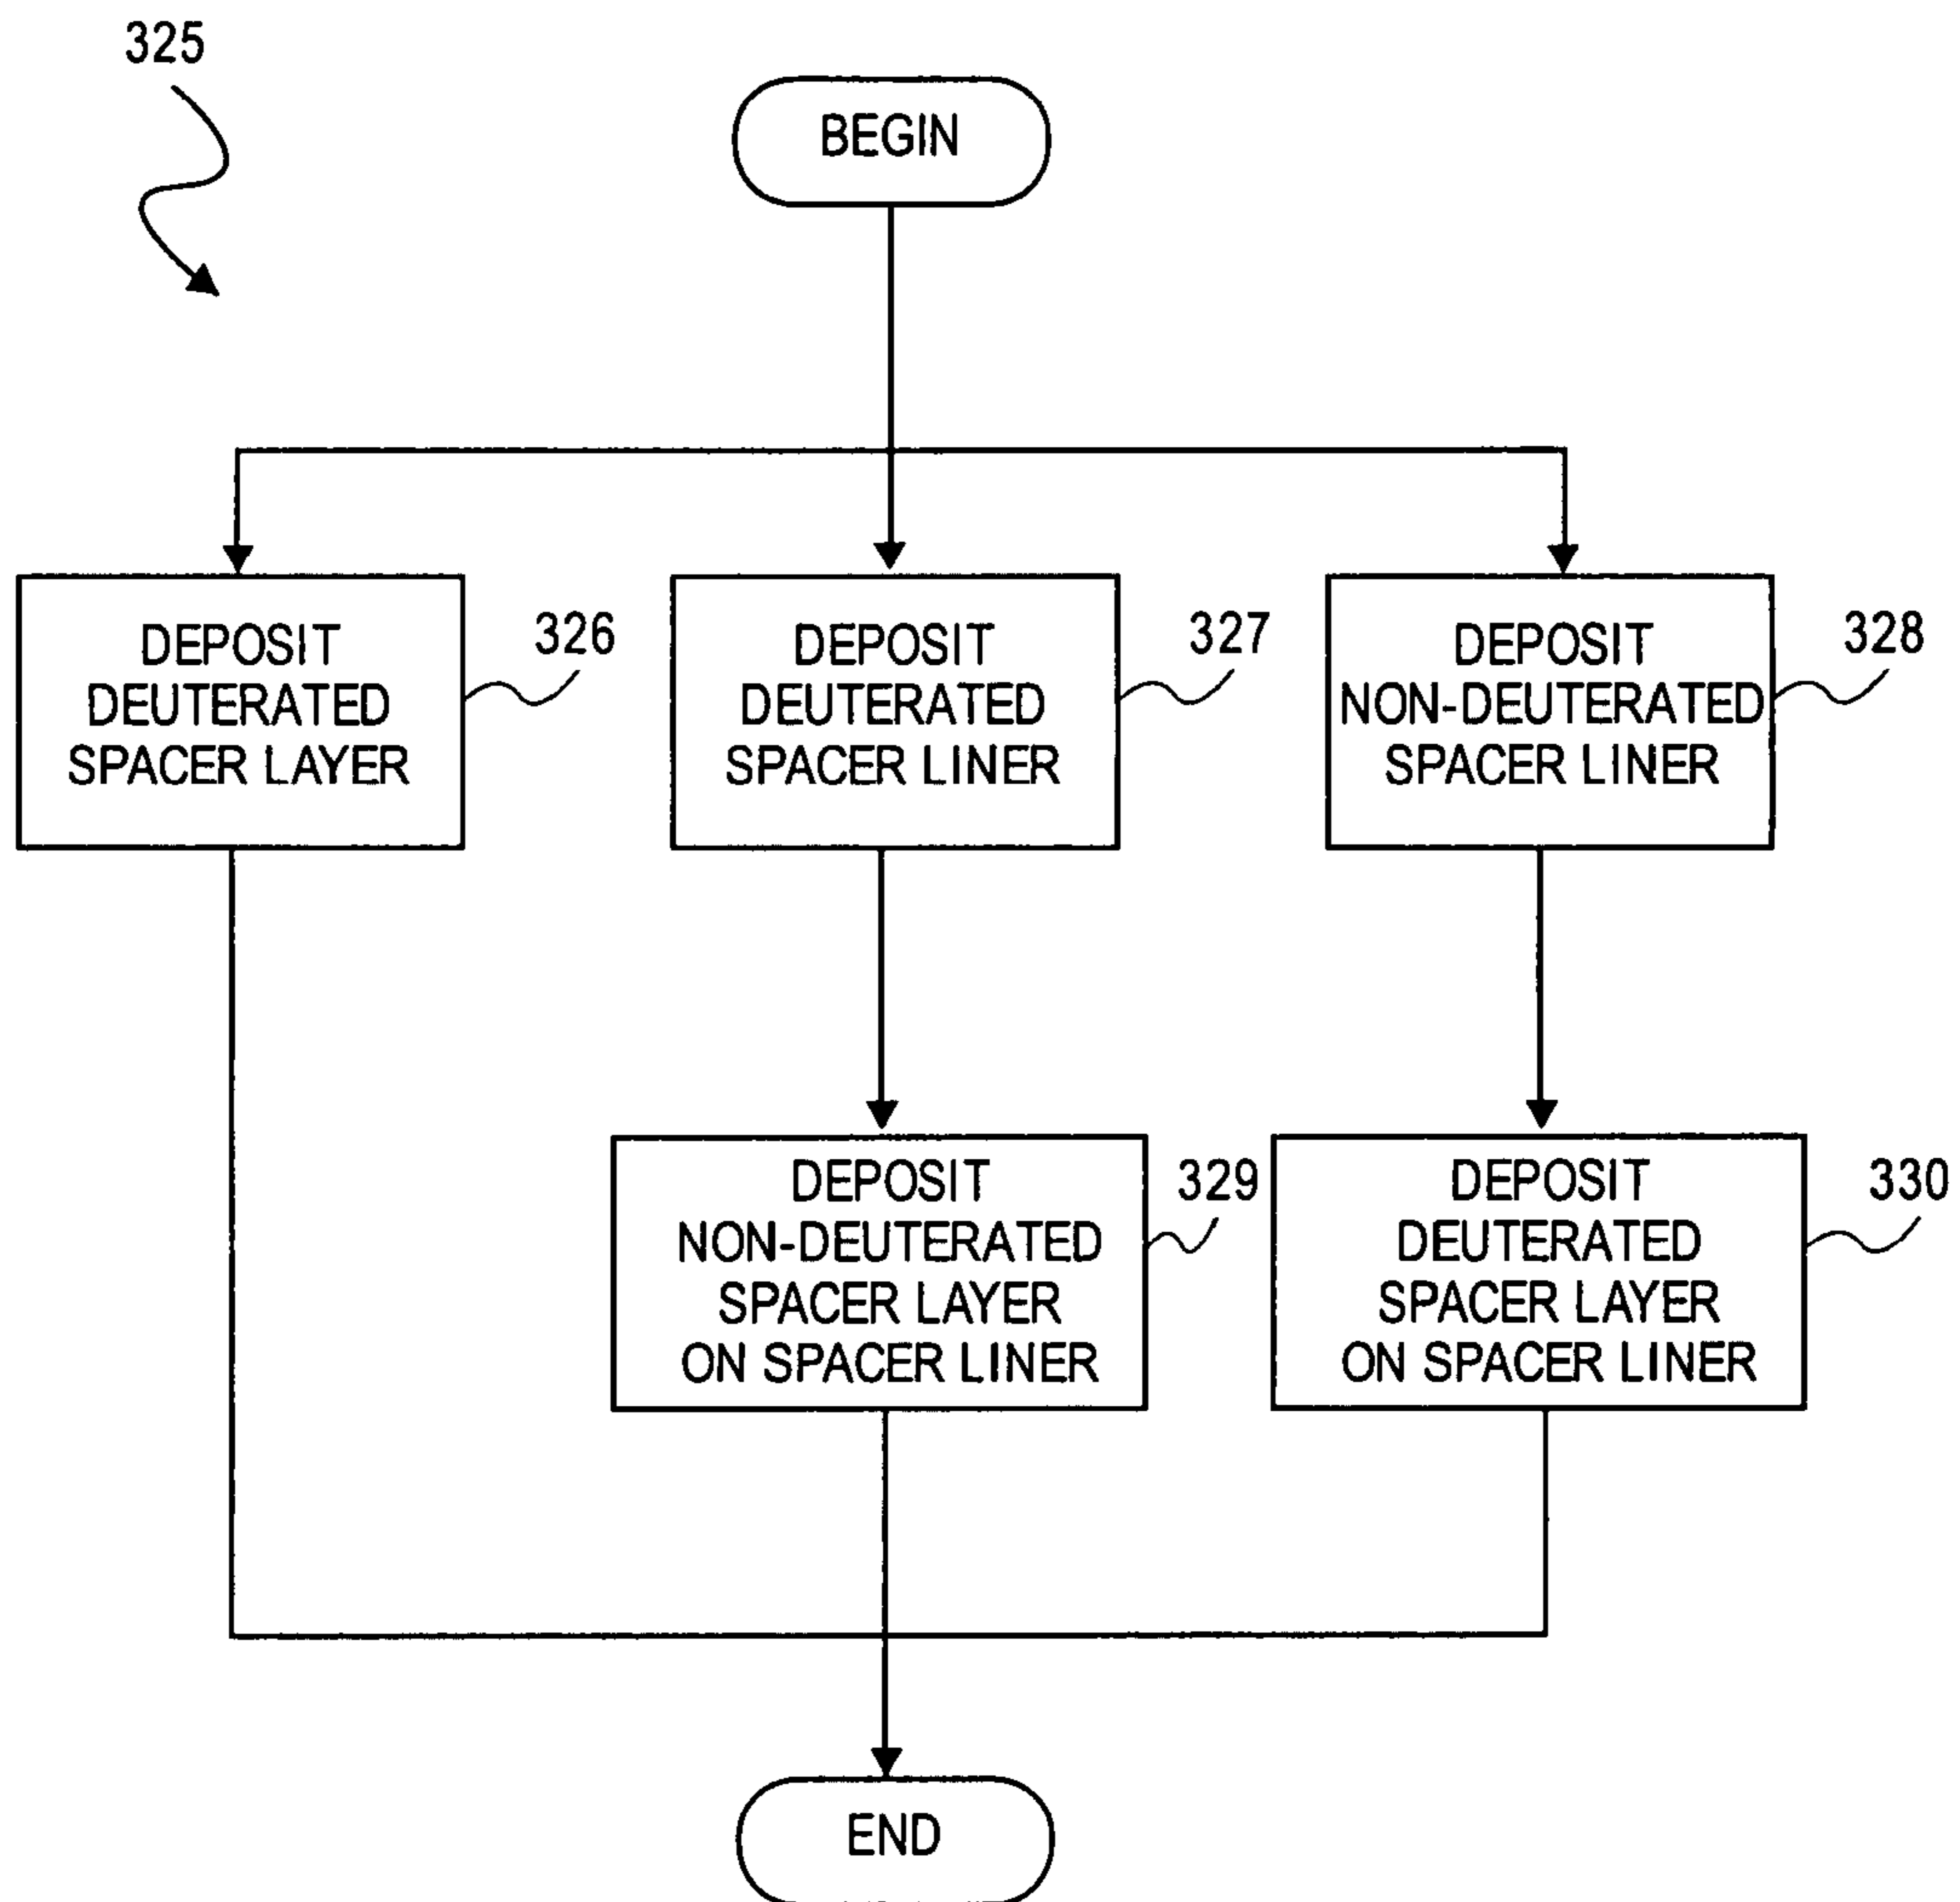 325
BEGIN
DEPOSIT
DEUTERATED
SPACER LAYER
326
DEPOSIT
DEUTERATED
SPACER LINER
327
DEPOSIT
NON-DEUTERATED
SPACER LINER
328
DEPOSIT
NON-DEUTERATED
SPACER LAYER
ON SPACER LINER
329
DEPOSIT
DEUTERATED
SPACER LAYER
ON SPACER LINER
330
END